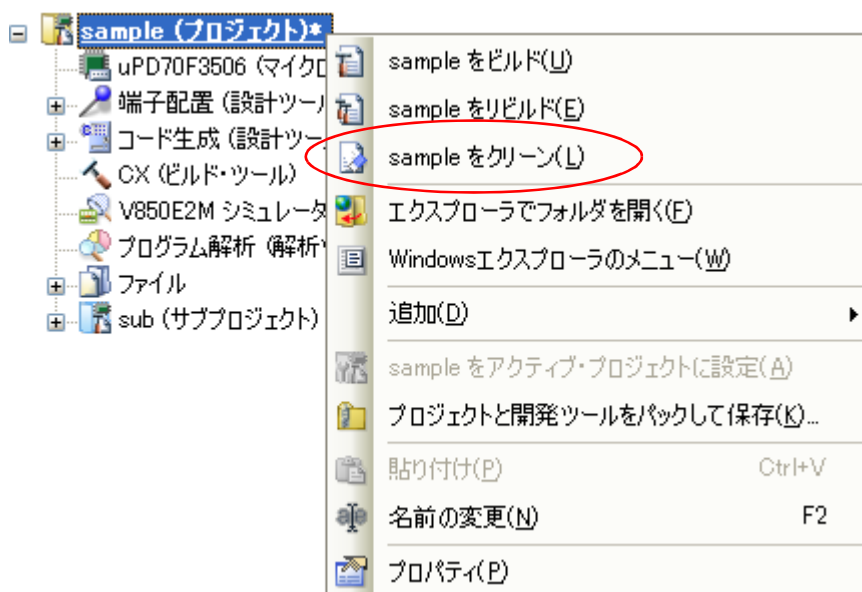 sample (プロジェクト)*
uPD70F3506 (マイクロ
端子配置 (設計ツール
コード生成 (設計ツー
CX (ビルド・ツール)
V850E2M シミュレータ
プログラム解析 (解析
ファイル
sub (サブプロジェクト)
sample をビルド(U)
sample をリビルド(E)
sample をクリーン(L)
エクスプローラでフォルダを開く(F)
Windowsエクスプローラのメニュー(W)
追加(D)
sample をアクティブ・プロジェクトに設定(A)
プロジェクトと開発ツールをパックして保存(K)...
貼り付け(P) Ctrl+V
名前の変更(N) F2
プロパティ(P)